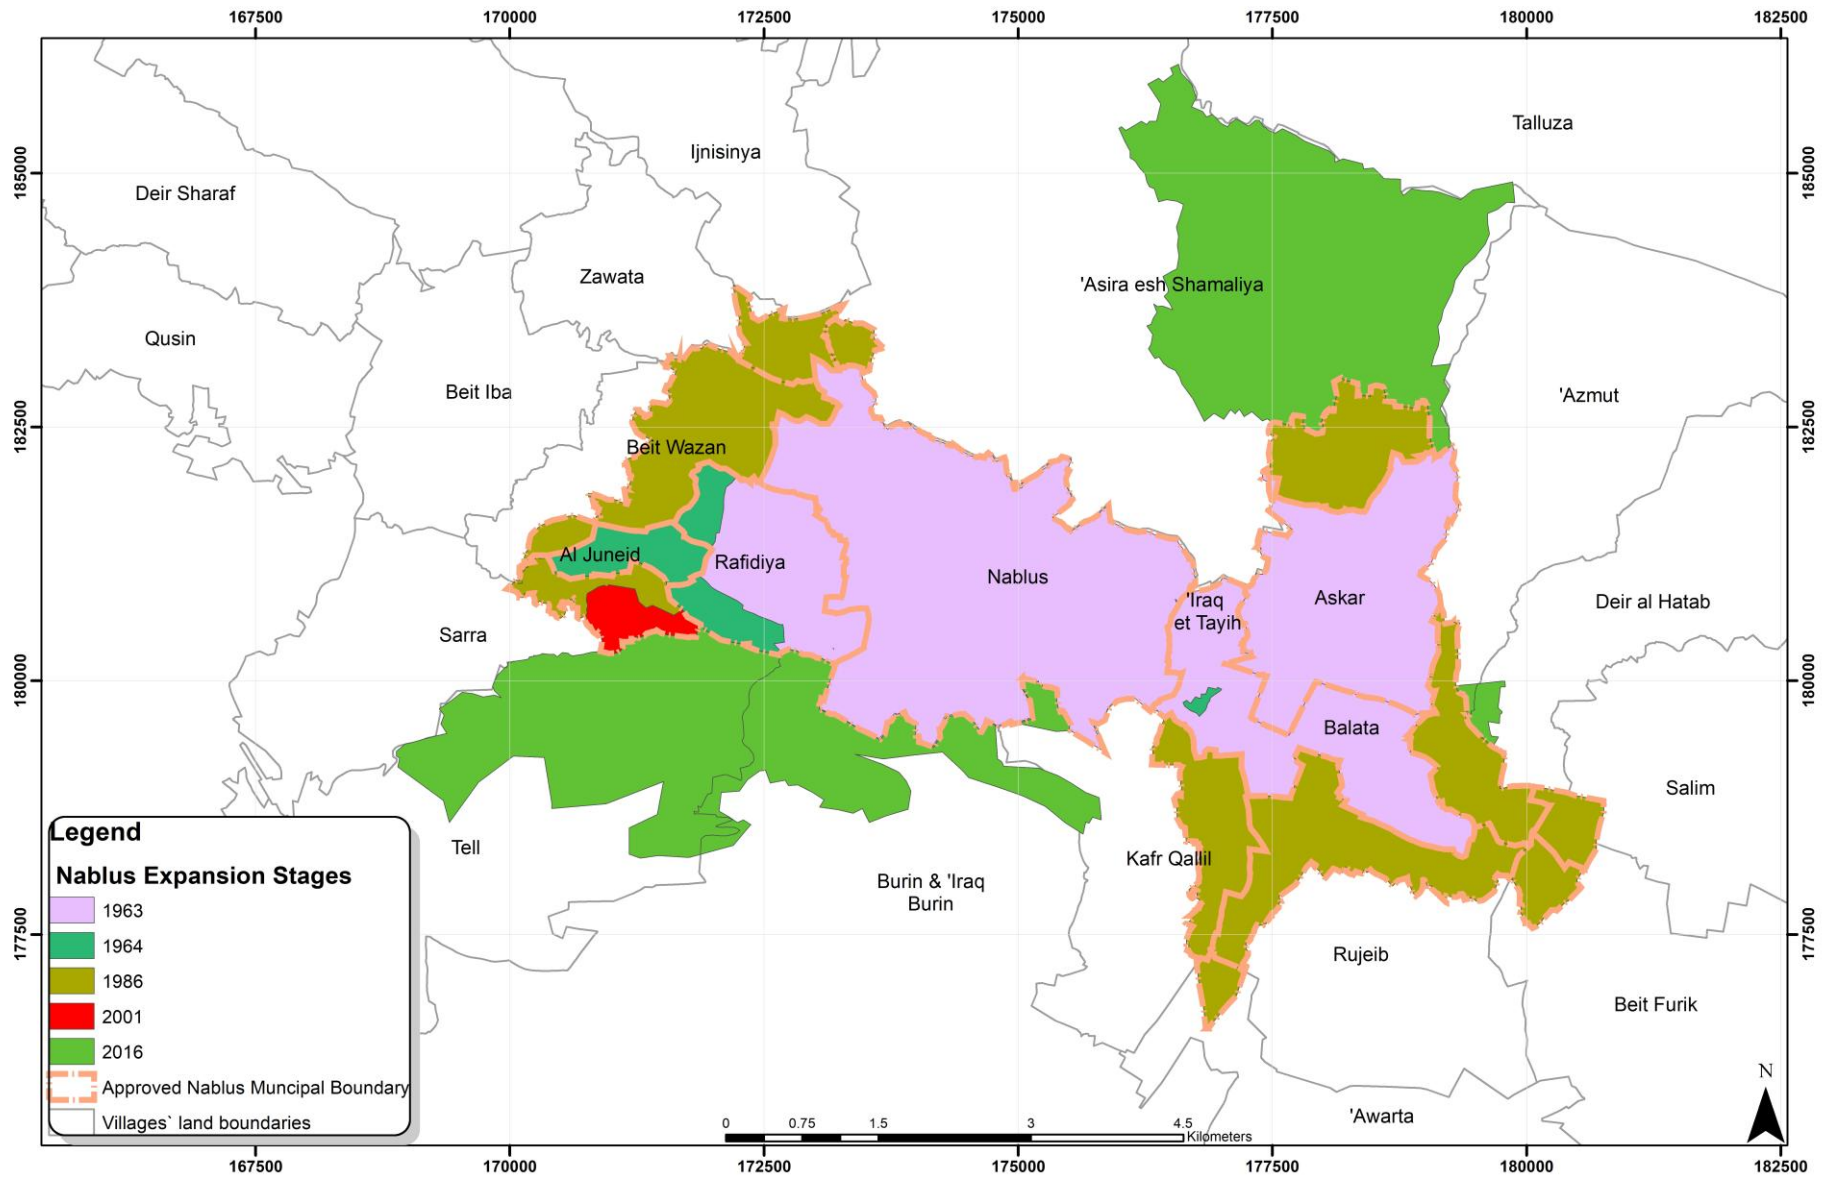 167500 170000 172500 175000 177500 180000 182500
Talluza
Ijnisinya
185000
185000
Deir Sharaf
Zawata
'Asira esh Shamaliya
Qusin
Beit Iba
'Azmut
182500
182500
Beit Wazan
Al Juneid
Rafidiya
Nablus
'Iraq
et Tayih
Askar
Deir al Hatab
Sarra
180000
180000
Balata
Salim
Tell
Kafr Qallil
Burin & 'Iraq
Burin
177500
177500
Rujeib
Beit Furik
'Awarta
Legend
Nablus Expansion Stages
1963
1964
1986
2001
2016
Approved Nablus Muncipal Boundary
Villages` land boundaries
0 0.75 1.5 3 4.5
Kilometers
N
167500 170000 172500 175000 177500 180000 182500